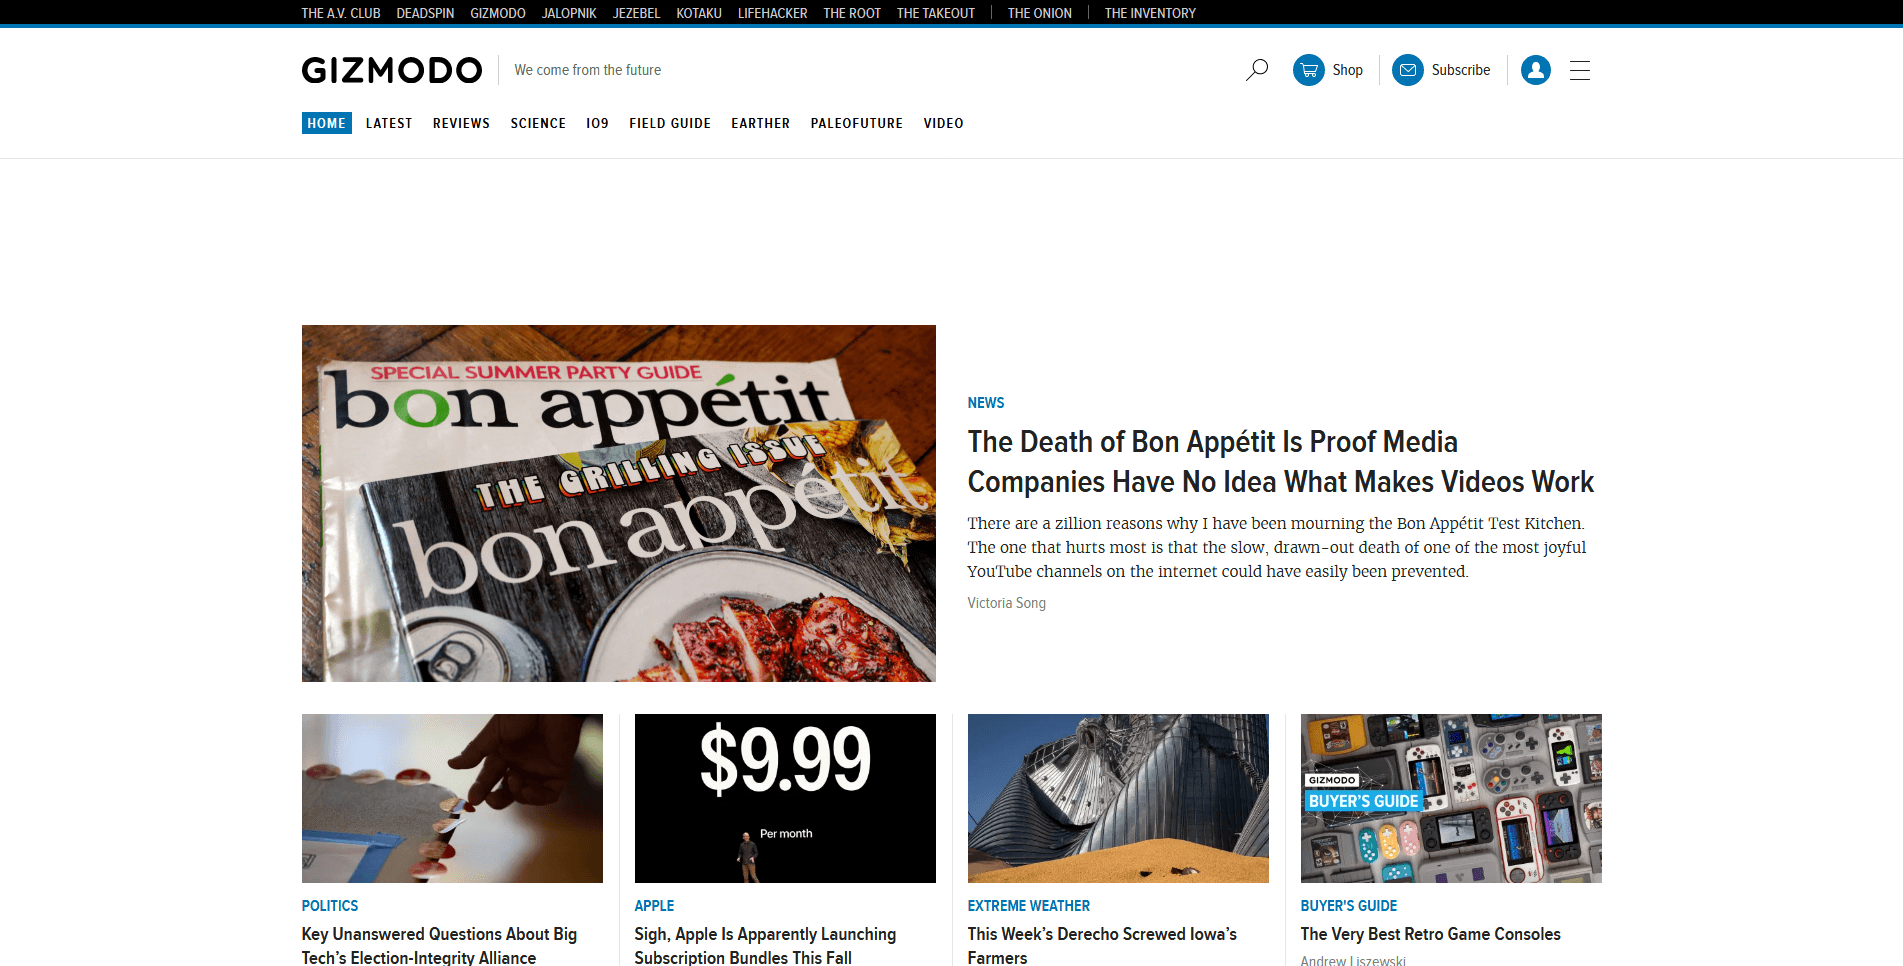 THE A.V. CLUB DEADSPIN GIZMODO JALOPNIK JEZEBEL KOTAKU LIFEHACKER THE ROOT THE TAKEOUT THE ONION THE INVENTORY
GIZMODO We come from the future Shop Subscribe
HOME LATEST REVIEWS SCIENCE IO9 FIELD GUIDE EARTHER PALEOFUTURE VIDEO
SPECIAL SUMMER PARTY GUIDE
bon appétit
THE GRILLING ISSUE
bon appétit
NEWS
The Death of Bon Appétit Is Proof Media
Companies Have No Idea What Makes Videos Work
There are a zillion reasons why I have been mourning the Bon Appétit Test Kitchen.
The one that hurts most is that the slow, drawn-out death of one of the most joyful
YouTube channels on the internet could have easily been prevented.
Victoria Song
$9.99
Per month
GIZMODO
BUYER'S GUIDE
POLITICS
Key Unanswered Questions About Big
Tech’s Election-Integrity Alliance
APPLE
Sigh, Apple Is Apparently Launching
Subscription Bundles This Fall
EXTREME WEATHER
This Week’s Derecho Screwed Iowa’s
Farmers
BUYER'S GUIDE
The Very Best Retro Game Consoles
Andrew Liszewski